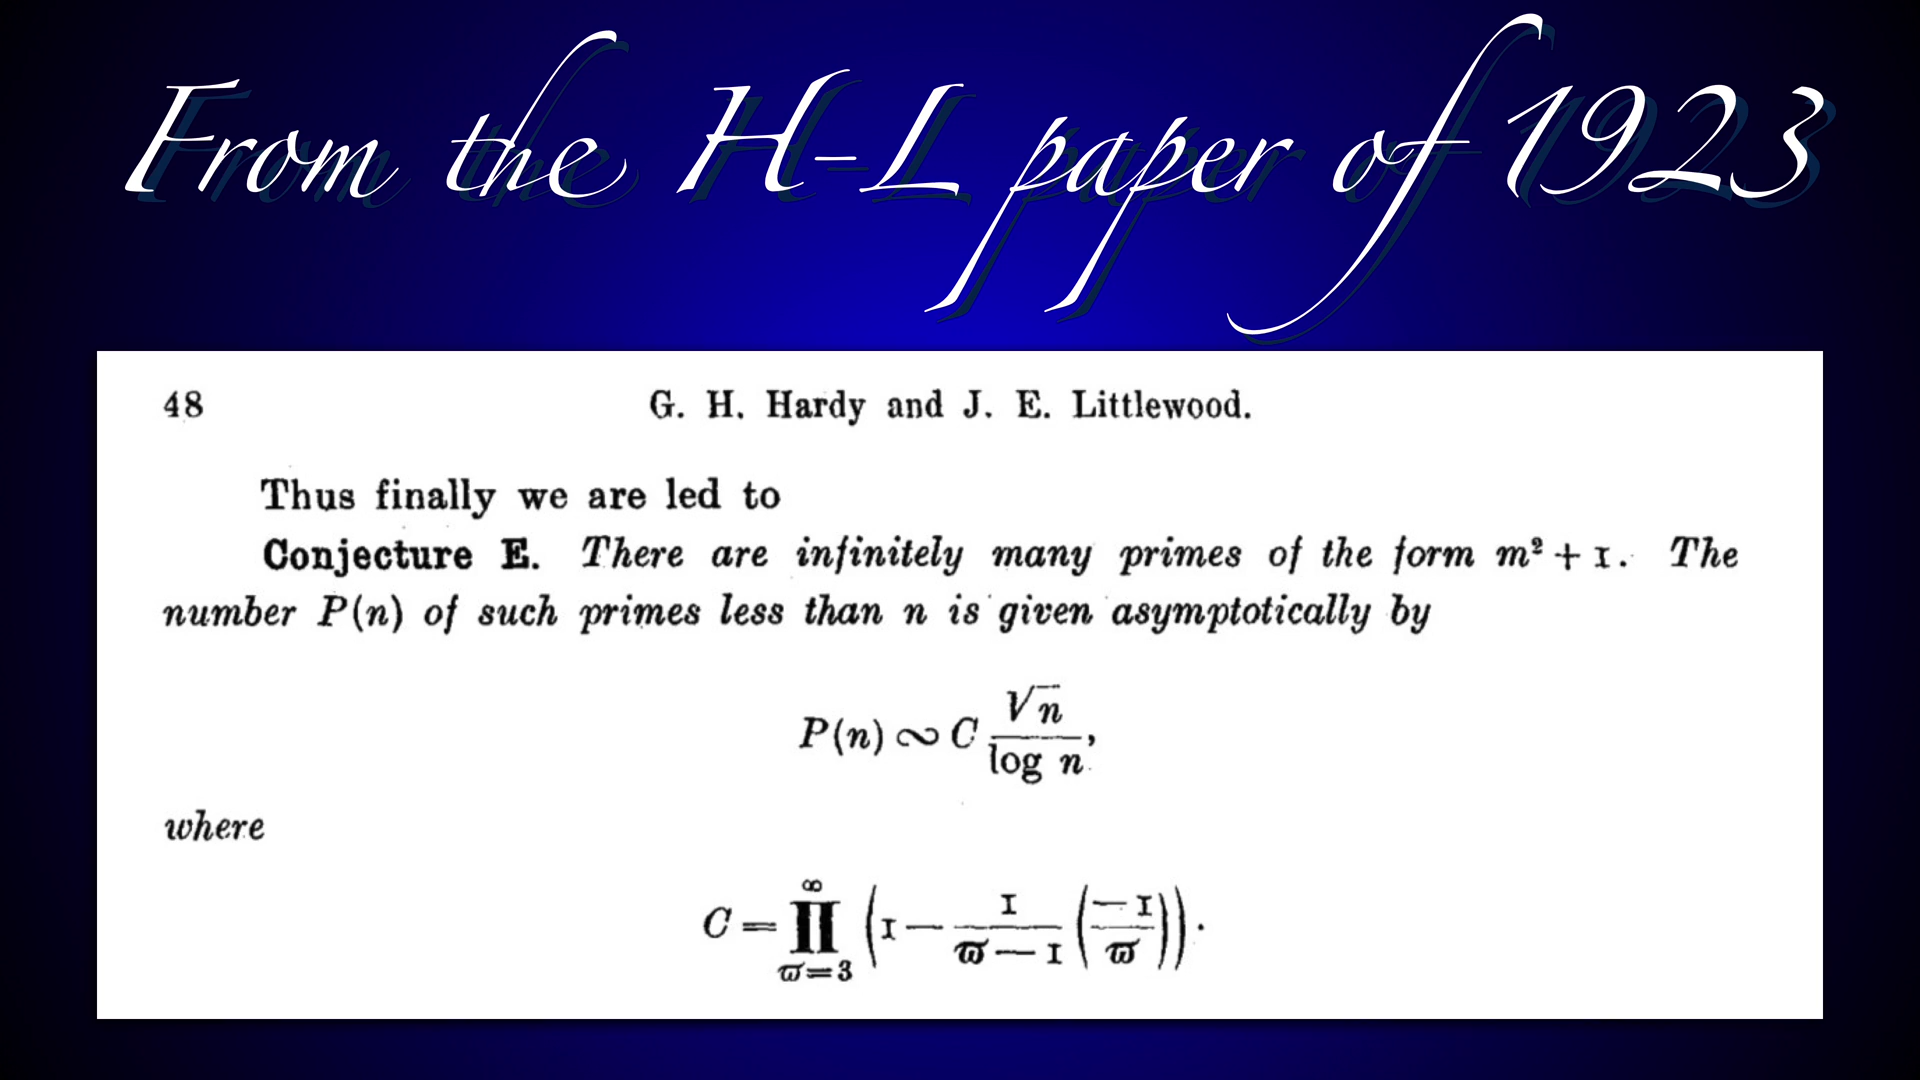 From the H-L paper of 1923
48 G. H. Hardy and J. E. Littlewood.
Thus finally we are led to
Conjecture E. There are infinitely many primes of the form m² + 1. The
number P(n) of such primes less than n is given asymptotically by
P(n) ∾ C √n / log n,
where
C = ∏_{ϖ=3}^{∞} (1 − 1/(ϖ − 1) (−1/ϖ)).